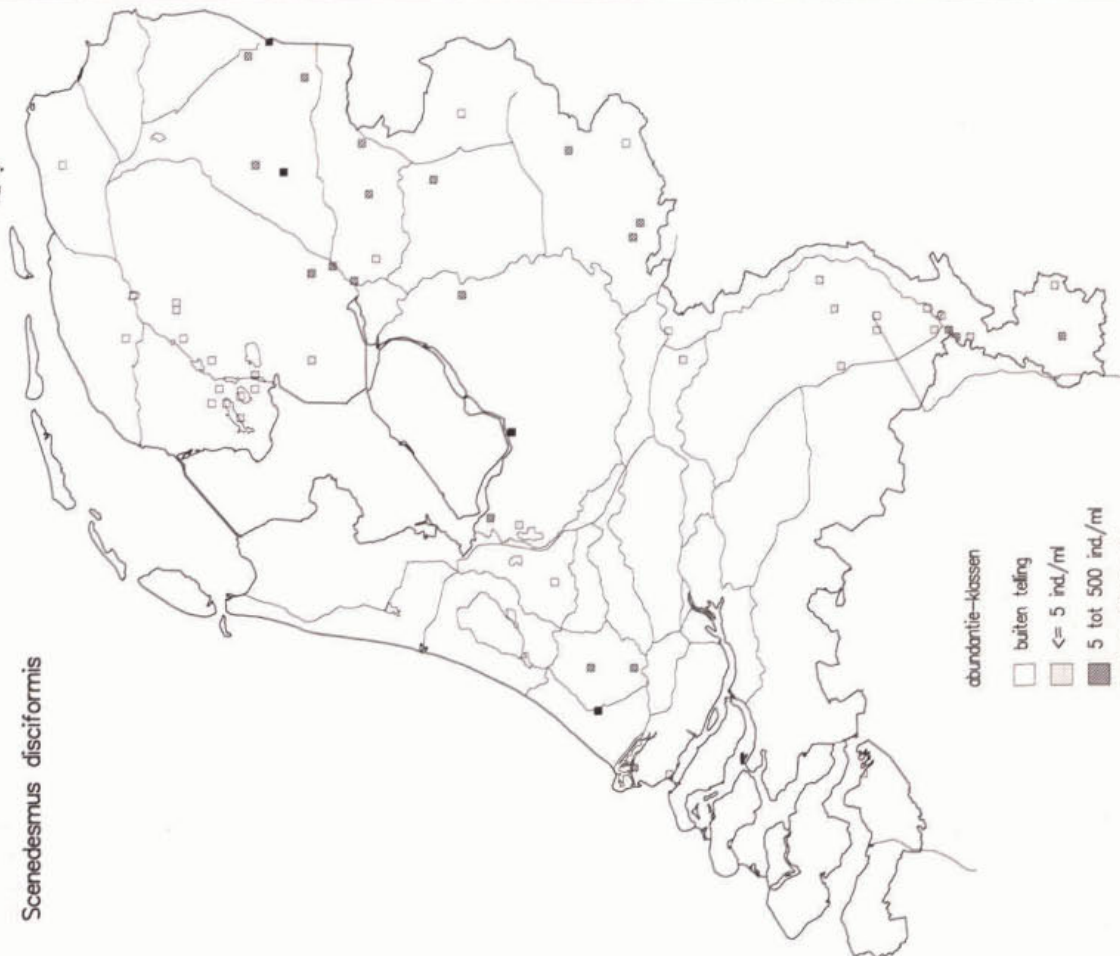 Scenedesmus disciformis
abundantie-klassen
buiten telling
<= 5 ind./ml
5 tot 500 ind./ml